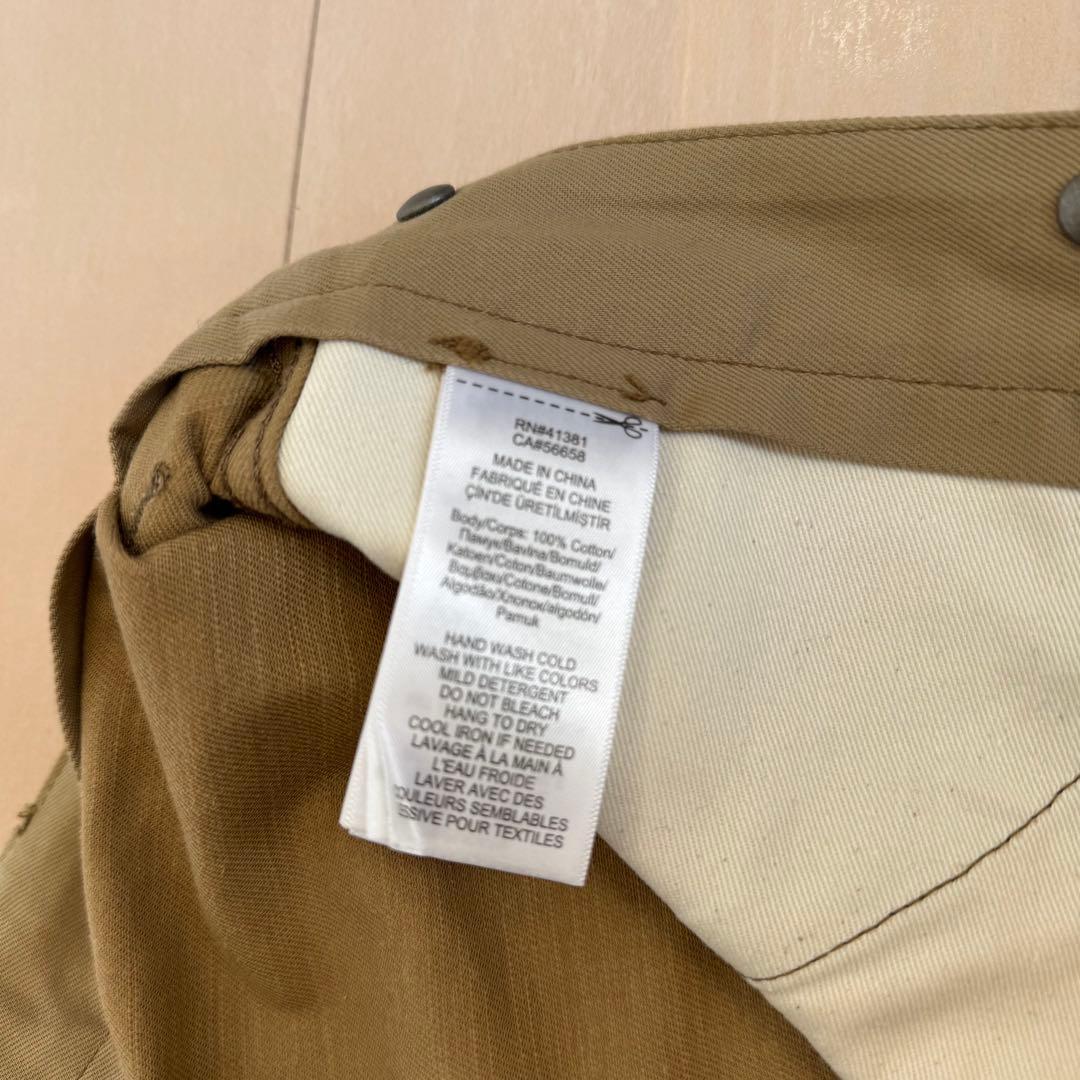 RN#41381
CA#56658
MADE IN CHINA
FABRIQUÉ EN CHINE
ÇİN'DE ÜRETİLMİŞTİR
Body/Corps: 100% Cotton/
Памук/Bavlna/Bomuld/
Katoen/Coton/Baumwolle/
Βαμβακι/Cotone/Bomull/
Algodão/Хлопок/algodón/
Pamuk
HAND WASH COLD
WASH WITH LIKE COLORS
MILD DETERGENT
DO NOT BLEACH
HANG TO DRY
COOL IRON IF NEEDED
LAVAGE À LA MAIN À
L'EAU FROIDE
LAVER AVEC DES
OULEURS SEMBLABLES
ESSIVE POUR TEXTILES